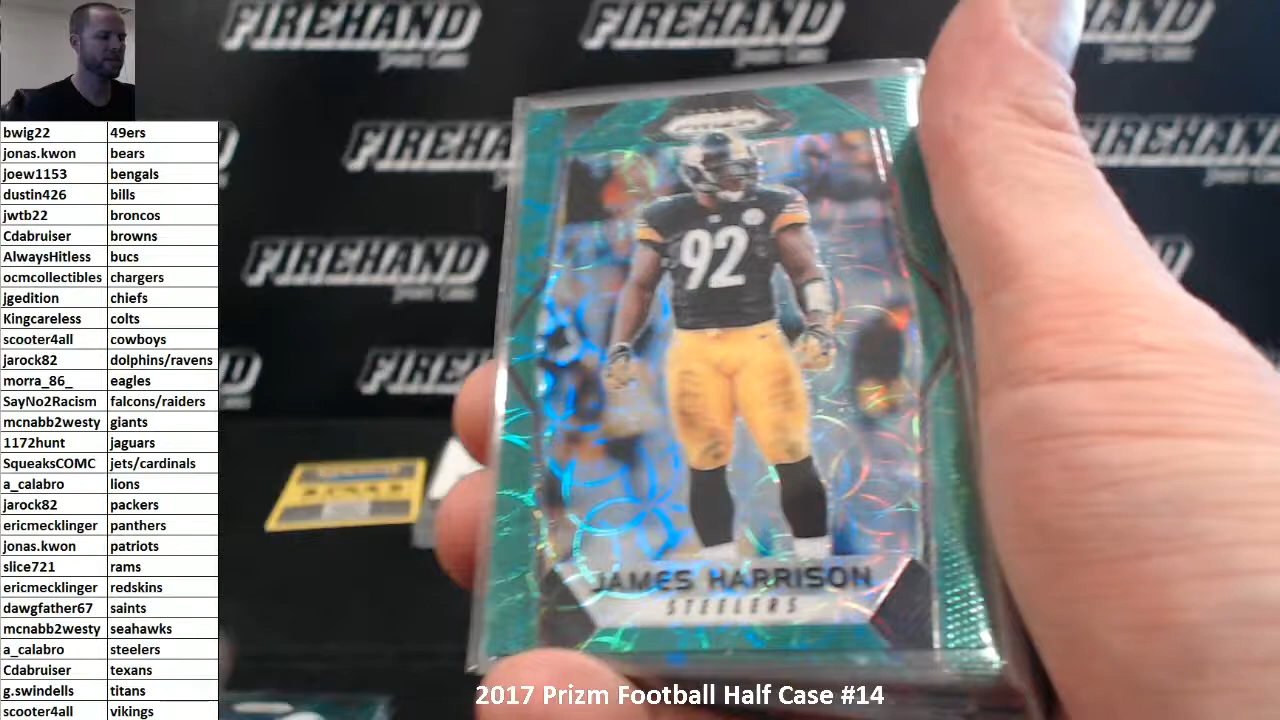 FIREHAND
FIREHAND
FIREHAND
FIREHAND
FIREHAND
FIREHAND
FIREHAND
bwig22 49ers
jonas.kwon bears
joew1153 bengals
dustin426 bills
jwtb22 broncos
Cdabruiser browns
AlwaysHitless bucs
ocmcollectibles chargers
jgedition chiefs
Kingcareless colts
scooter4all cowboys
jarock82 dolphins/ravens
morra_86_ eagles
SayNo2Racism falcons/raiders
mcnabb2westy giants
1172hunt jaguars
SqueaksCOMC jets/cardinals
a_calabro lions
jarock82 packers
ericmecklinger panthers
jonas.kwon patriots
slice721 rams
ericmecklinger redskins
dawgfather67 saints
mcnabb2westy seahawks
a_calabro steelers
Cdabruiser texans
g.swindells titans
scooter4all vikings
92
JAMES HARRISON
STEELERS
2017 Prizm Football Half Case #14